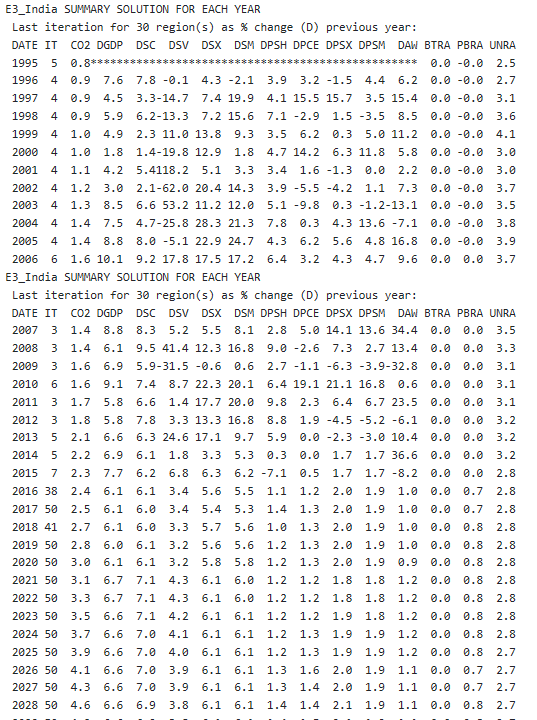 E3_India SUMMARY SOLUTION FOR EACH YEAR
 Last iteration for 30 region(s) as % change (D) previous year:
 DATE IT  CO2 DGDP  DSC  DSV  DSX  DSM DPSH DPCE DPSX DPSM  DAW BTRA PBRA UNRA
 1995  5  0.8************************************************** 0.0 -0.0  2.5
 1996  4  0.9  7.6  7.8 -0.1  4.3 -2.1  3.9  3.2 -1.5  4.4  6.2  0.0 -0.0  2.7
 1997  4  0.9  4.5  3.3-14.7  7.4 19.9  4.1 15.5 15.7  3.5 15.4  0.0 -0.0  3.1
 1998  4  0.9  5.9  6.2-13.3  7.2 15.6  7.1 -2.9  1.5 -3.5  8.5  0.0 -0.0  3.6
 1999  4  1.0  4.9  2.3 11.0 13.8  9.3  3.5  6.2  0.3  5.0 11.2  0.0 -0.0  4.1
 2000  4  1.0  1.8  1.4-19.8 12.9  1.8  4.7 14.2  6.3 11.8  5.8  0.0 -0.0  3.0
 2001  4  1.1  4.2  5.4118.2  5.1  3.3  3.4  1.6 -1.3  0.0  2.2  0.0 -0.0  3.0
 2002  4  1.2  3.0  2.1-62.0 20.4 14.3  3.9 -5.5 -4.2  1.1  7.3  0.0 -0.0  3.7
 2003  4  1.3  8.5  6.6 53.2 11.2 12.0  5.1 -9.8  0.3 -1.2-13.1  0.0 -0.0  3.5
 2004  4  1.4  7.5  4.7-25.8 28.3 21.3  7.8  0.3  4.3 13.6 -7.1  0.0 -0.0  3.8
 2005  4  1.4  8.8  8.0 -5.1 22.9 24.7  4.3  6.2  5.6  4.8 16.8  0.0 -0.0  3.9
 2006  6  1.6 10.1  9.2 17.8 17.5 17.2  6.4  3.2  4.3  4.7  9.6  0.0  0.0  3.7
E3_India SUMMARY SOLUTION FOR EACH YEAR
 Last iteration for 30 region(s) as % change (D) previous year:
 DATE IT  CO2 DGDP  DSC  DSV  DSX  DSM DPSH DPCE DPSX DPSM  DAW BTRA PBRA UNRA
 2007  3  1.4  8.8  8.3  5.2  5.5  8.1  2.8  5.0 14.1 13.6 34.4  0.0  0.0  3.5
 2008  3  1.4  6.1  9.5 41.4 12.3 16.8  9.0 -2.6  7.3  2.7 13.4  0.0  0.0  3.3
 2009  3  1.6  6.9  5.9-31.5 -0.6  0.6  2.7 -1.1 -6.3 -3.9-32.8  0.0  0.0  3.1
 2010  6  1.6  9.1  7.4  8.7 22.3 20.1  6.4 19.1 21.1 16.8  0.6  0.0  0.0  3.1
 2011  3  1.7  5.8  6.6  1.4 17.7 20.0  9.8  2.3  6.4  6.7 23.5  0.0  0.0  3.1
 2012  3  1.8  5.8  7.8  3.3 13.3 16.8  8.8  1.9 -4.5 -5.2 -6.1  0.0  0.0  3.2
 2013  5  2.1  6.6  6.3 24.6 17.1  9.7  5.9  0.0 -2.3 -3.0 10.4  0.0  0.0  3.2
 2014  5  2.2  6.9  6.1  1.8  3.3  5.3  0.3  0.0  1.7  1.7 36.6  0.0  0.0  3.2
 2015  7  2.3  7.7  6.2  6.8  6.3  6.2 -7.1  0.5  1.7  1.7 -8.2  0.0  0.0  2.8
 2016 38  2.4  6.1  6.1  3.4  5.6  5.5  1.1  1.2  2.0  1.9  1.0  0.0  0.7  2.8
 2017 50  2.5  6.1  6.0  3.4  5.4  5.3  1.4  1.3  2.0  1.9  1.0  0.0  0.7  2.8
 2018 41  2.7  6.1  6.0  3.3  5.7  5.6  1.0  1.3  2.0  1.9  1.0  0.0  0.8  2.8
 2019 50  2.8  6.0  6.1  3.2  5.6  5.6  1.2  1.3  2.0  1.9  1.0  0.0  0.8  2.8
 2020 50  3.0  6.1  6.1  3.2  5.8  5.8  1.2  1.3  2.0  1.9  0.9  0.0  0.8  2.8
 2021 50  3.1  6.7  7.1  4.3  6.1  6.0  1.2  1.2  1.8  1.8  1.2  0.0  0.8  2.8
 2022 50  3.3  6.7  7.1  4.3  6.1  6.0  1.2  1.2  1.8  1.8  1.2  0.0  0.8  2.8
 2023 50  3.5  6.6  7.1  4.2  6.1  6.1  1.2  1.2  1.9  1.8  1.2  0.0  0.8  2.8
 2024 50  3.7  6.6  7.0  4.1  6.1  6.1  1.2  1.3  1.9  1.9  1.2  0.0  0.8  2.8
 2025 50  3.9  6.6  7.0  4.0  6.1  6.1  1.2  1.3  1.9  1.9  1.2  0.0  0.8  2.7
 2026 50  4.1  6.6  7.0  3.9  6.1  6.1  1.3  1.6  2.0  1.9  1.1  0.0  0.7  2.7
 2027 50  4.3  6.6  7.0  3.9  6.1  6.1  1.3  1.4  2.0  1.9  1.1  0.0  0.7  2.7
 2028 50  4.6  6.6  6.9  3.8  6.1  6.1  1.4  1.4  2.1  1.9  1.1  0.0  0.8  2.7